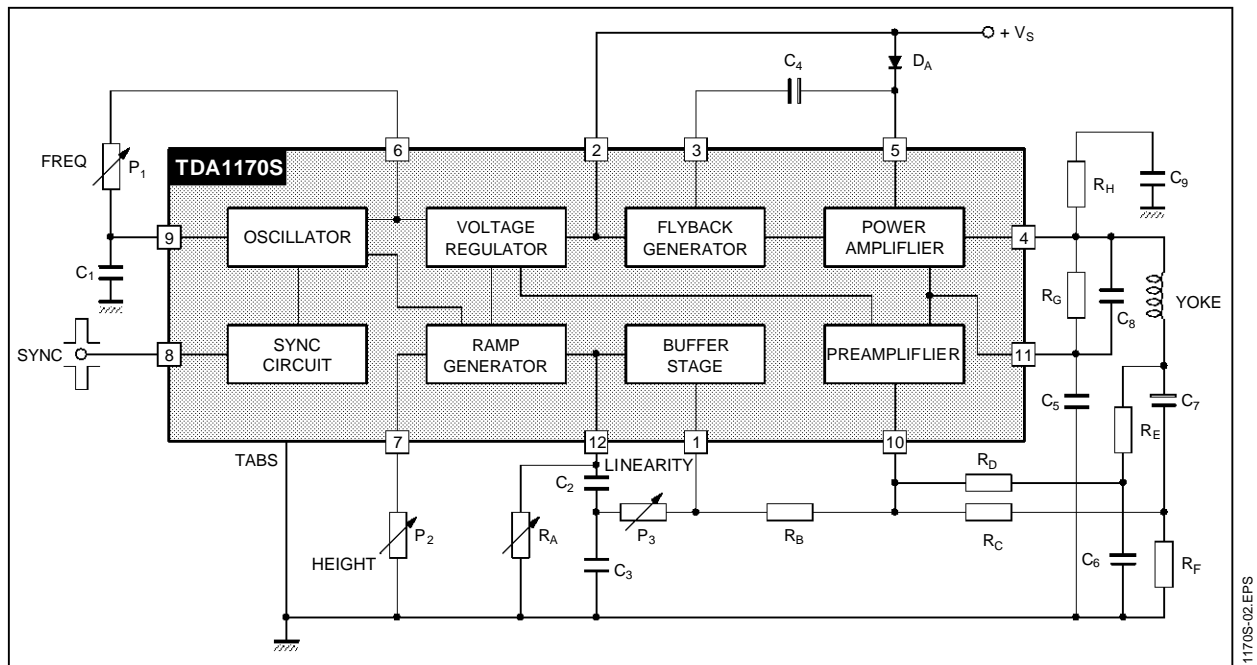 + VS
C4
DA
6
2
3
5
FREQ
P1
TDA1170S
RH
C9
9
OSCILLATOR
VOLTAGE
REGULATOR
FLYBACK
GENERATOR
POWER
AMPLIFLIER
4
C1
RG
C8
YOKE
SYNC
8
SYNC
CIRCUIT
RAMP
GENERATOR
BUFFER
STAGE
PREAMPLIFLIER
11
C5
C7
RE
TABS
7
12
LINEARITY
1
10
C2
RD
HEIGHT
P2
RA
P3
RB
RC
C3
C6
RF
1170S-02.EPS